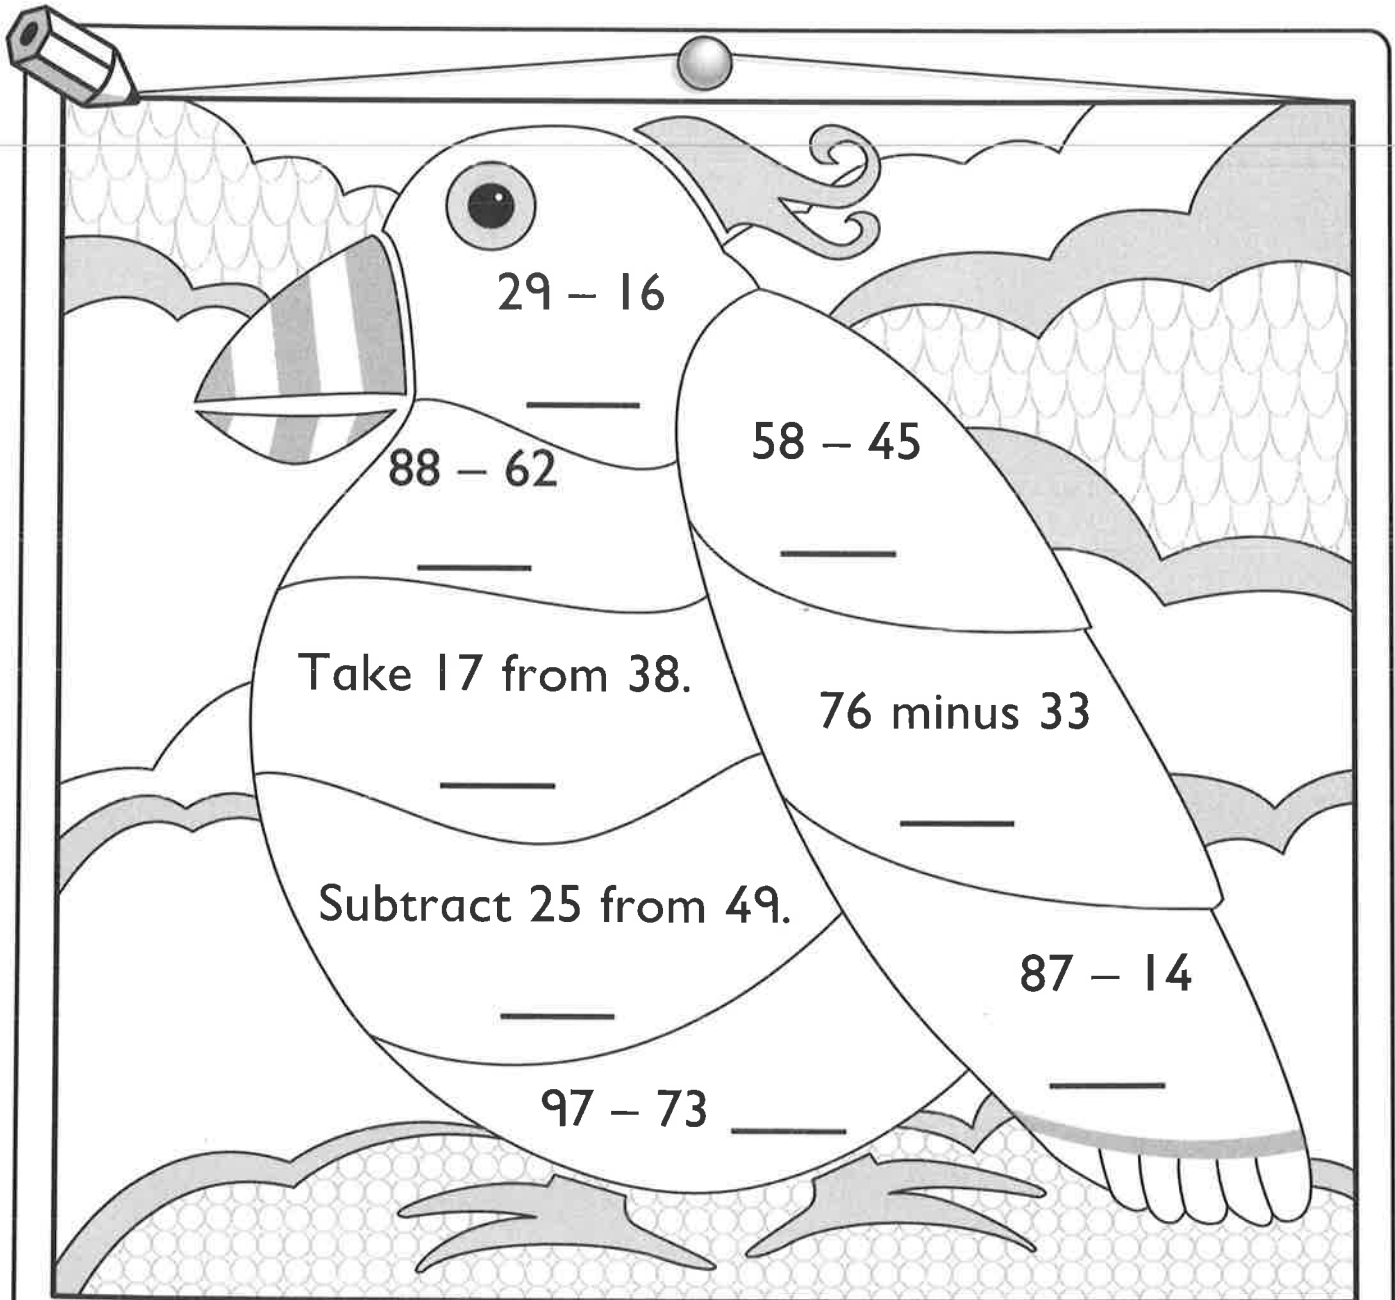 29 – 16
88 – 62
58 – 45
Take 17 from 38.
76 minus 33
Subtract 25 from 49.
87 – 14
97 – 73